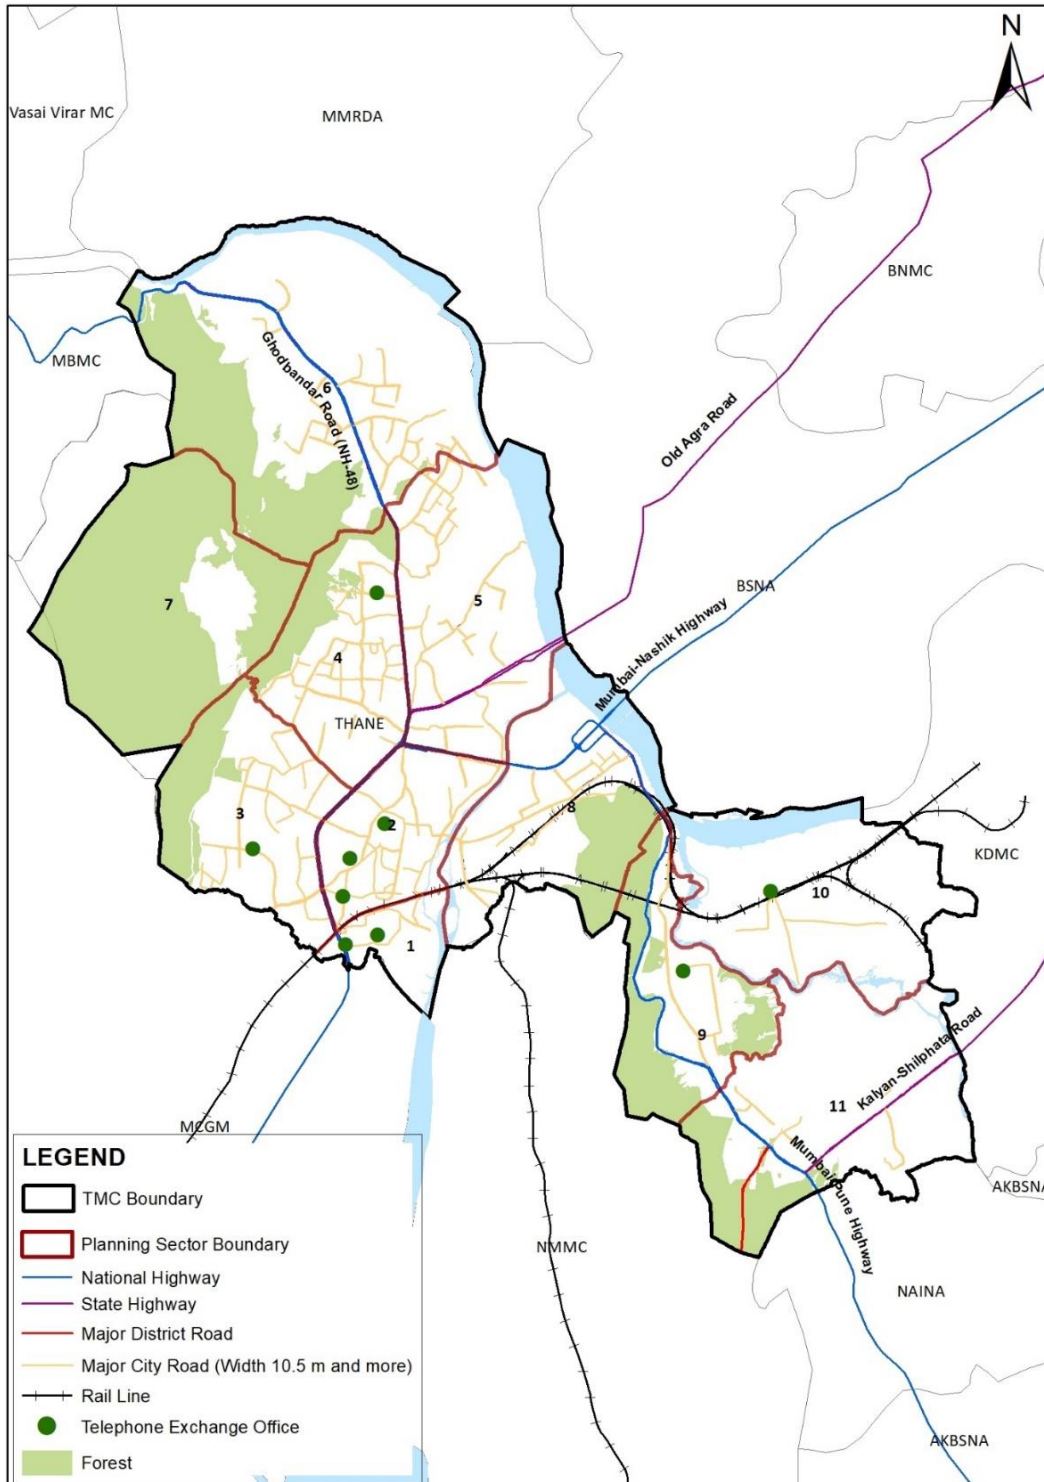 N
Vasai Virar MC
MMRDA
BNMC
MBMC
Ghodbandar Road (NH-48)
6
Old Agra Road
BSNA
7
5
Mumbai-Nashik Highway
4
THANE
3
2
8
KDMC
10
1
9
Kalyan-Shilphata Road
11
MCGM
Mumbai Pune Highway
AKBSNA
NMMC
NAINA
AKBSNA
LEGEND
TMC Boundary
Planning Sector Boundary
National Highway
State Highway
Major District Road
Major City Road (Width 10.5 m and more)
Rail Line
Telephone Exchange Office
Forest